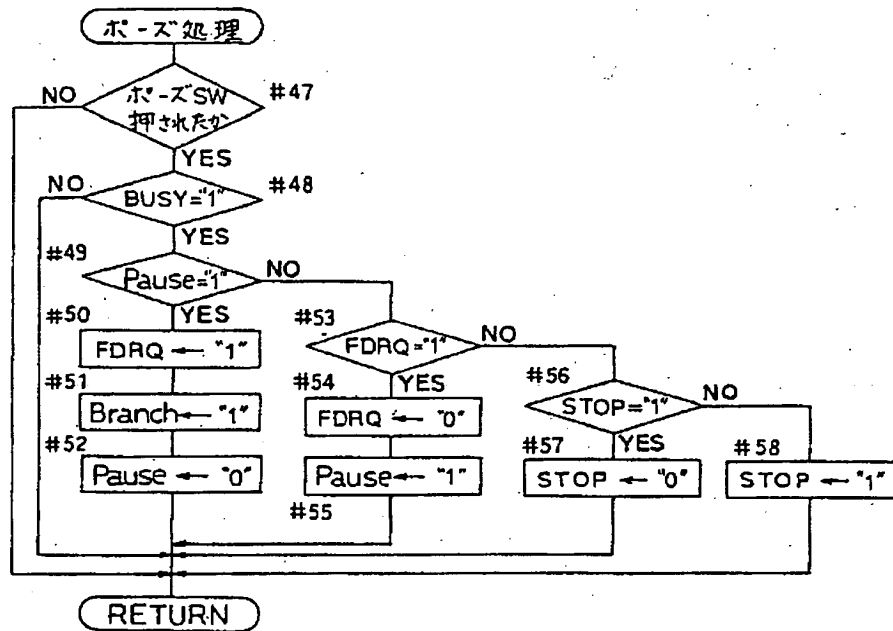 ポーズ処理
ポーズSW
押されたか
#47
NO
YES
BUSY="1"
#48
NO
YES
#49
Pause="1"
NO
YES
#50
FDRQ ← "1"
#51
Branch ← "1"
#52
Pause ← "0"
#53
FDRQ="1"
NO
YES
#54
FDRQ ← "0"
Pause ← "1"
#55
#56
STOP="1"
NO
YES
#57
STOP ← "0"
#58
STOP ← "1"
RETURN